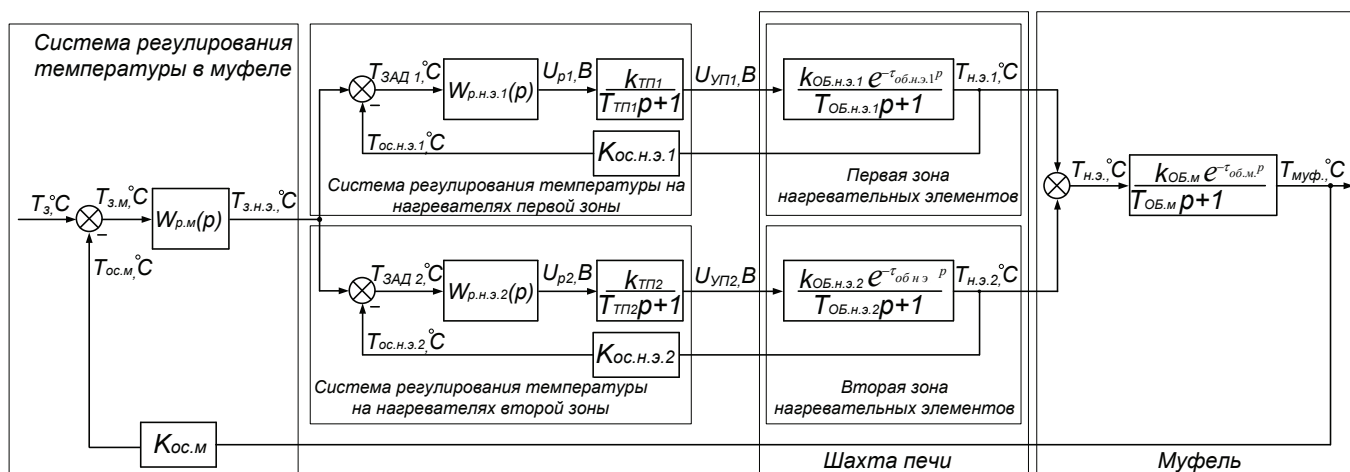 Система регулирования
температуры в муфеле
T_З,°C
T_з.м,°C
W_р.м(p)
T_з.н.э.,°C
T_ос.м,°C
K_ос.м
T_ЗАД 1,°C
W_р.н.э.1(p)
U_р1,В
k_ТП1
T_ТП1p+1
U_УП1,В
T_ос.н.э.1,°C
K_ос.н.э.1
Система регулирования температуры на
нагревателях первой зоны
k_ОБ.н.э.1 e^-τ_об.н.э.1 p
T_ОБ.н.э.1p+1
T_н.э.1,°C
Первая зона
нагревательных элементов
T_ЗАД 2,°C
W_р.н.э.2(p)
U_р2,В
k_ТП2
T_ТП2p+1
U_УП2,В
T_ос.н.э.2,°C
K_ос.н.э.2
Система регулирования температуры
на нагревателях второй зоны
k_ОБ.н.э.2 e^-τ_об н э p
T_ОБ.н.э.2p+1
T_н.э.2,°C
Вторая зона
нагревательных элементов
Шахта печи
T_н.э.,°C
k_ОБ.м e^-τ_об.м. p
T_ОБ.м p+1
T_муф.,°C
Муфель